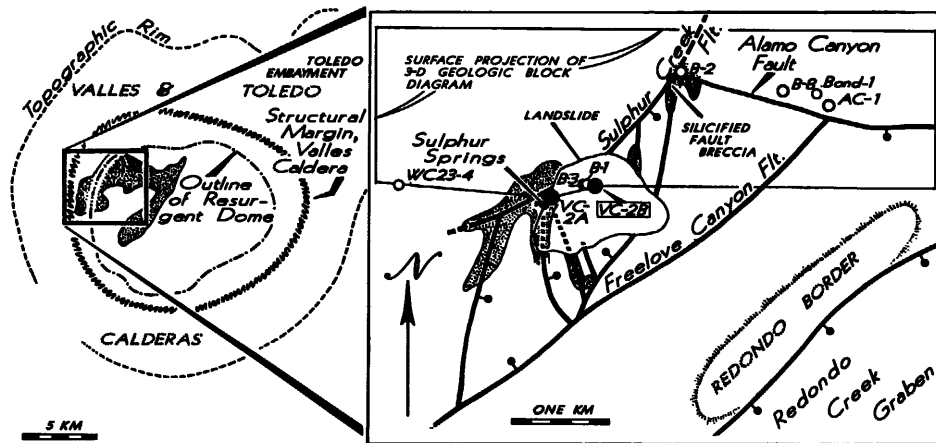 Topographic Rim
VALLES &
TOLEDO
TOLEDO
EMBAYMENT
Structural
Margin,
Valles
Caldera
Outline
of Resur-
gent Dome
CALDERAS
5 KM
SURFACE PROJECTION OF
3-D GEOLOGIC BLOCK
DIAGRAM
Sulphur Creek Flt.
B-2
Alamo Canyon
Fault
B-8
Bond-1
AC-1
LANDSLIDE
SILICIFIED
FAULT
BRECCIA
Sulphur
Springs
WC23-4
B-3
B-1
VC-
2A
VC-2B
Freelove Canyon Flt.
N
REDONDO BORDER
Redondo
Creek
Graben
ONE KM